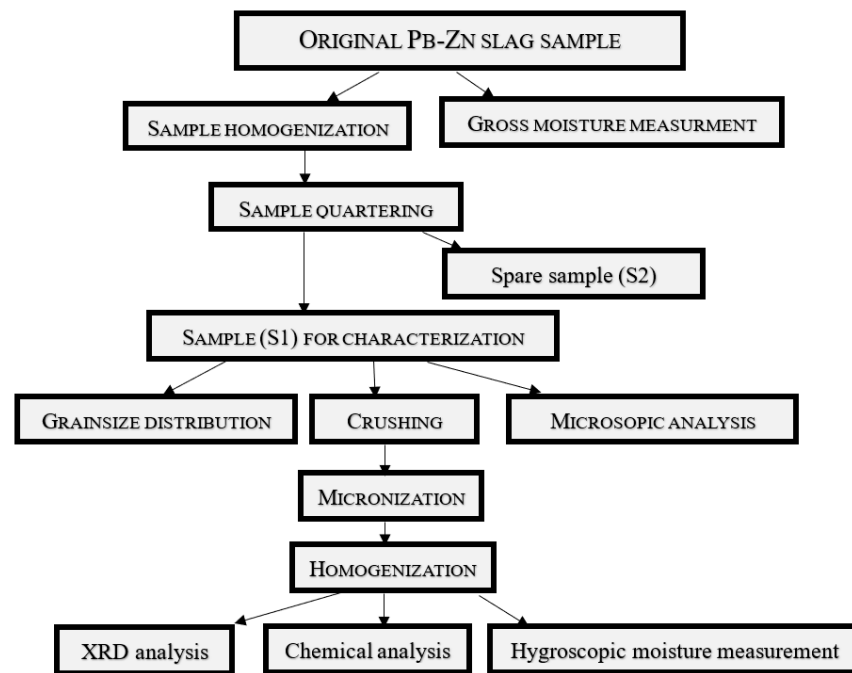 ORIGINAL PB-ZN SLAG SAMPLE
SAMPLE HOMOGENIZATION
GROSS MOISTURE MEASURMENT
SAMPLE QUARTERING
Spare sample (S2)
SAMPLE (S1) FOR CHARACTERIZATION
GRAINSIZE DISTRIBUTION
CRUSHING
MICROSOPIC ANALYSIS
MICRONIZATION
HOMOGENIZATION
XRD analysis
Chemical analysis
Hygroscopic moisture measurement